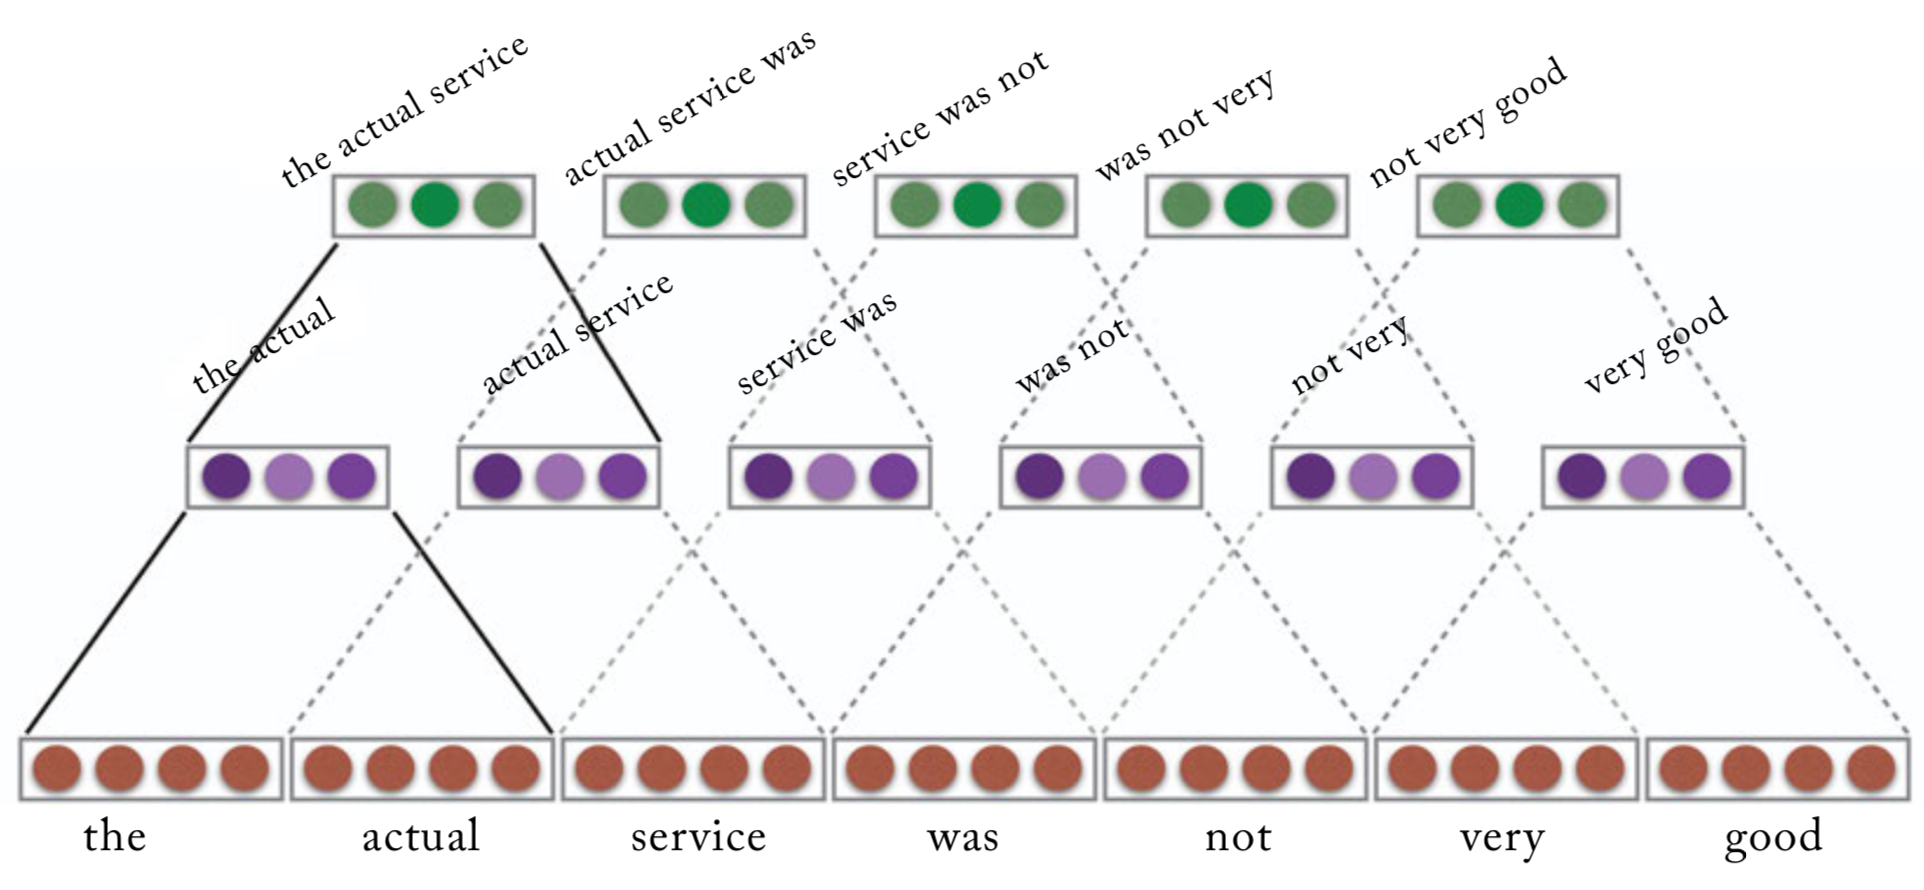 the actual service
actual service was
service was not
was not very
not very good
the actual
actual service
service was
was not
not very
very good
the
actual
service
was
not
very
good